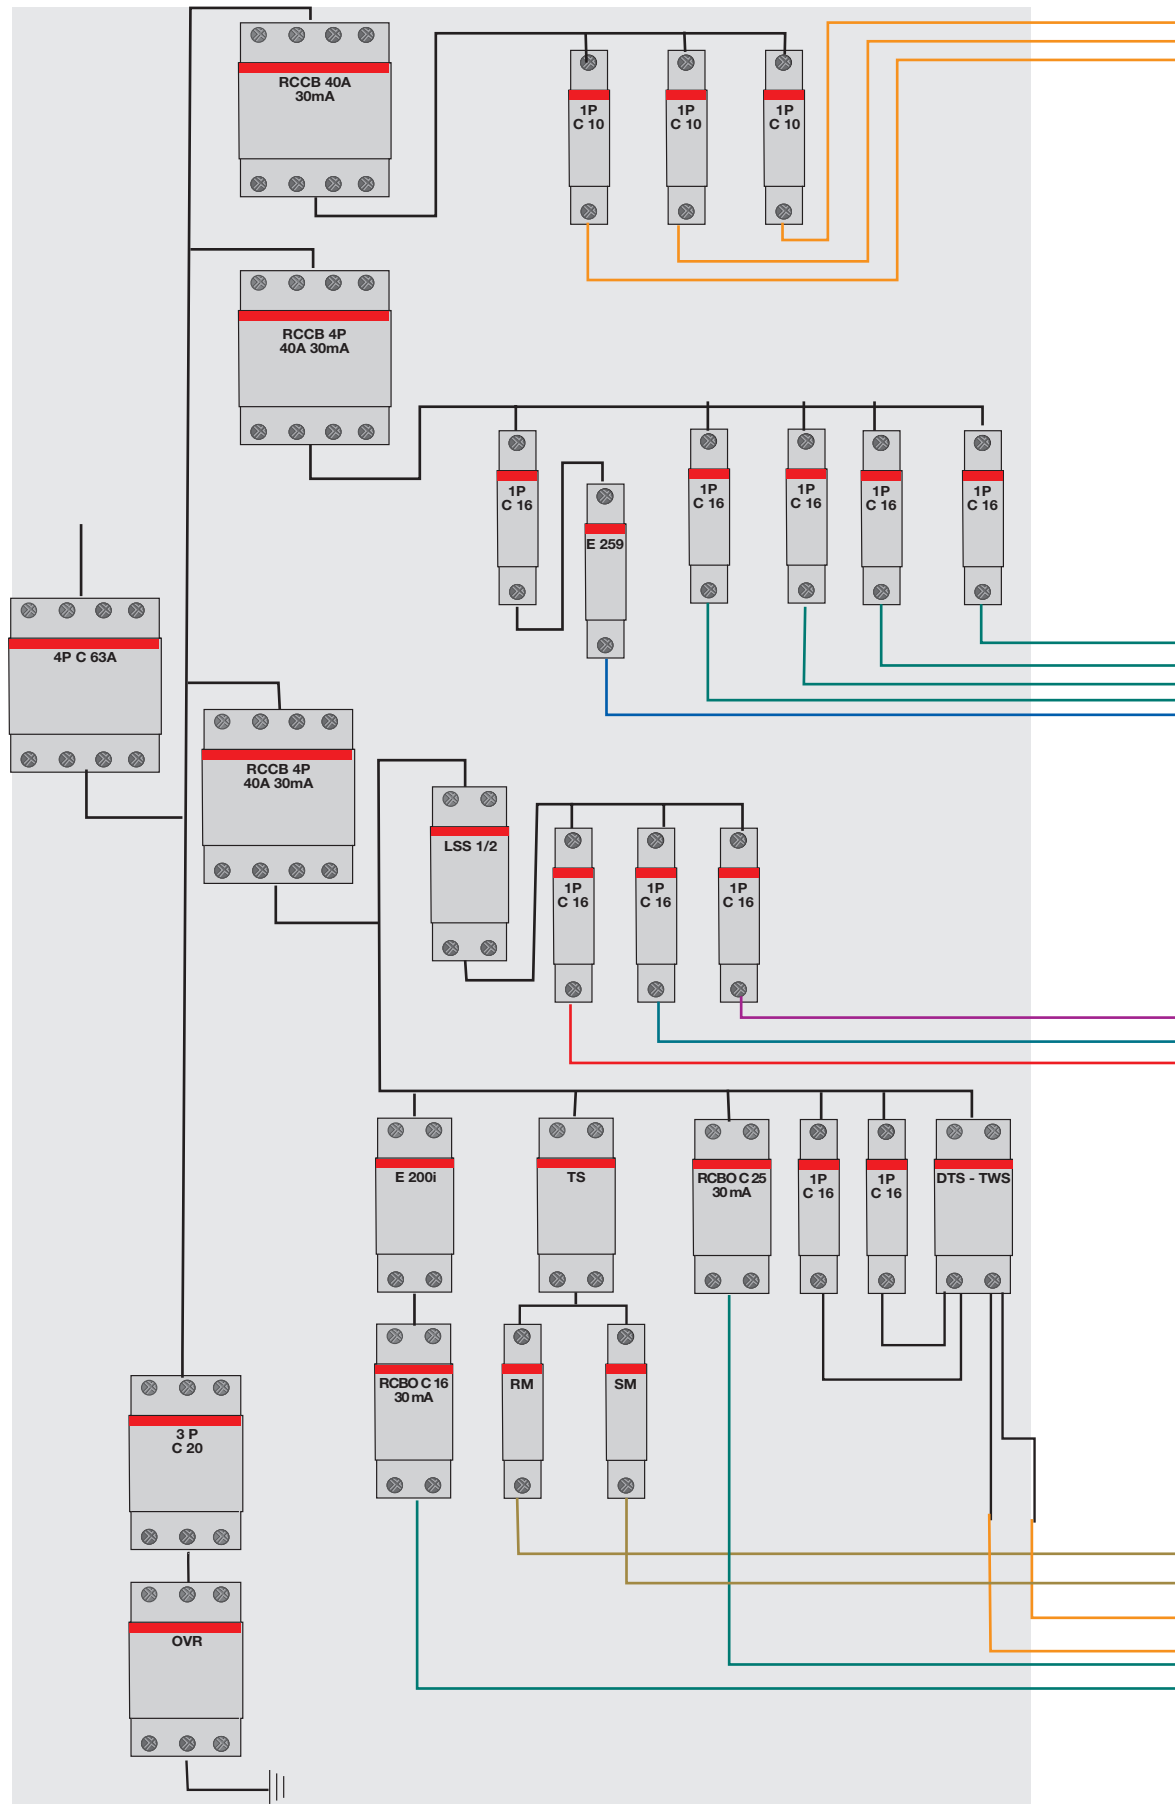 RCCB 40A
30mA
1P
C 10
1P
C 10
1P
C 10
RCCB 4P
40A 30mA
1P
C 16
E 259
1P
C 16
1P
C 16
1P
C 16
1P
C 16
4P C 63A
RCCB 4P
40A 30mA
LSS 1/2
1P
C 16
1P
C 16
1P
C 16
E 200i
TS
RCBO C 25
30 mA
1P
C 16
1P
C 16
DTS - TWS
RCBO C 16
30 mA
RM
SM
3 P
C 20
OVR